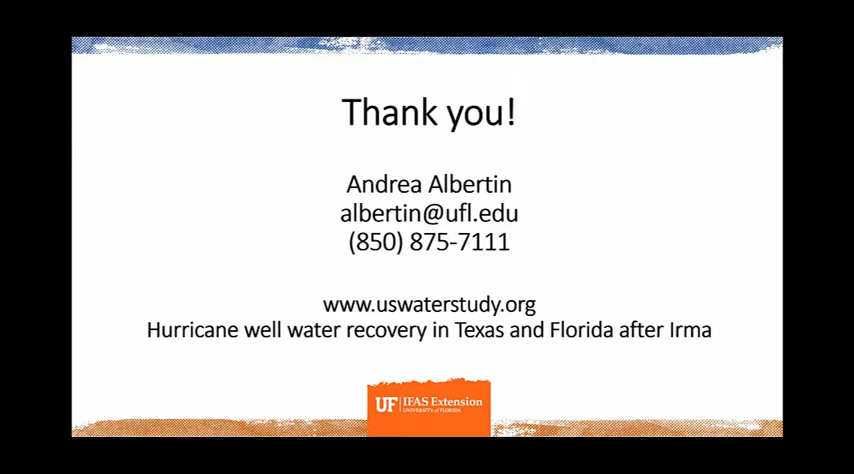 Thank you!
Andrea Albertin
albertin@ufl.edu
(850) 875-7111
www.uswaterstudy.org
Hurricane well water recovery in Texas and Florida after Irma
UF IFAS Extension
UNIVERSITY of FLORIDA